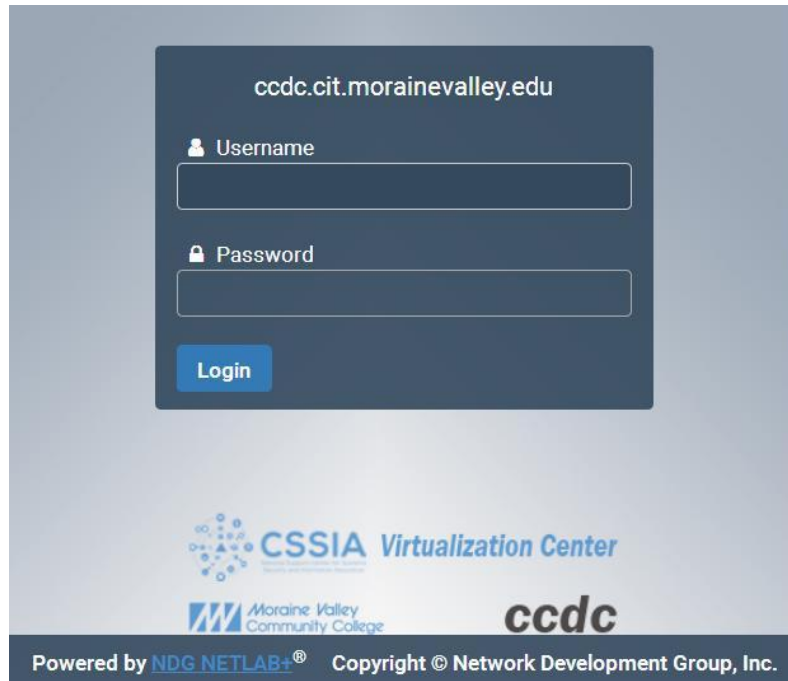 ccdc.cit.morainevalley.edu
Username
Password
Login
CSSIA Virtualization Center
Moraine Valley
Community College
ccdc
Powered by NDG NETLAB+® Copyright © Network Development Group, Inc.